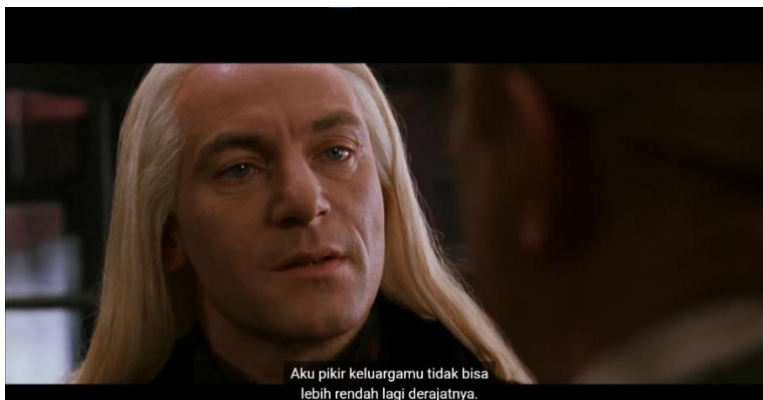 Aku pikir keluargamu tidak bisa
lebih rendah lagi derajatnya.